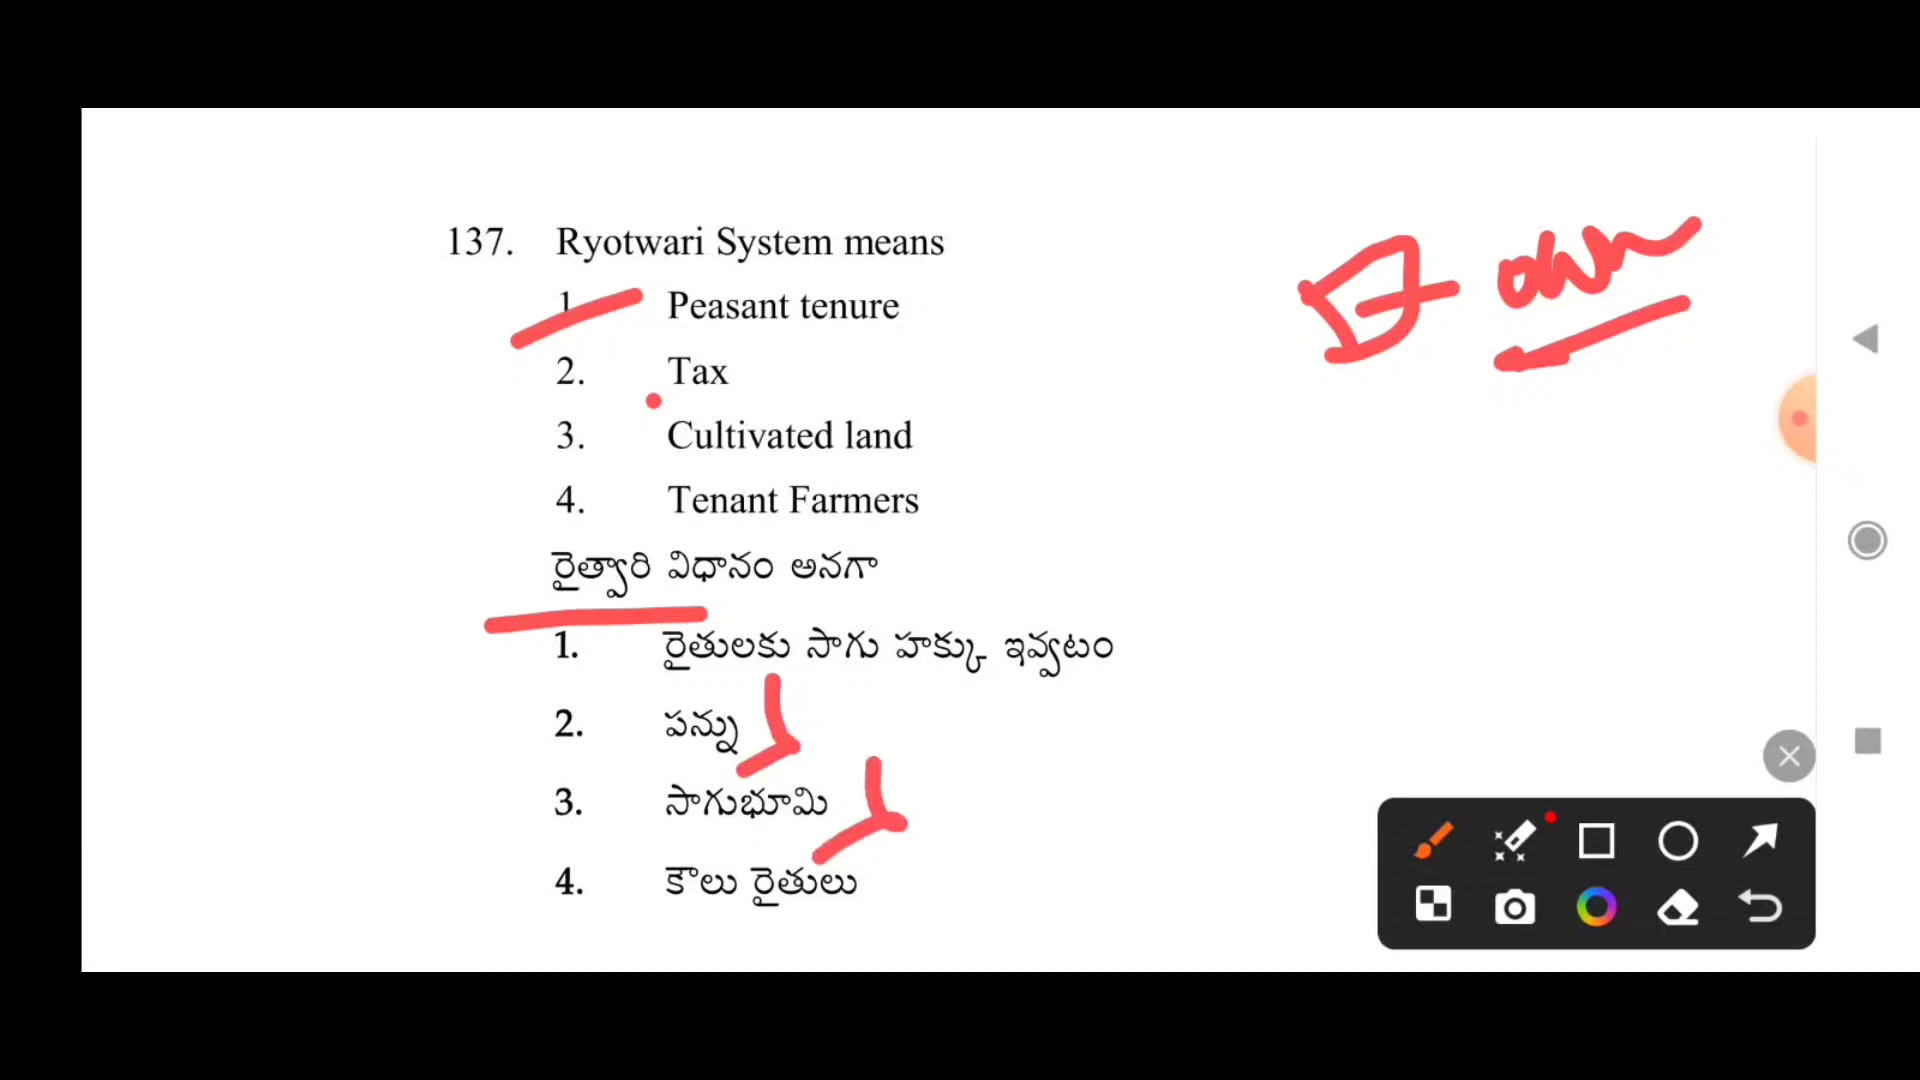 137. Ryotwari System means
1. Peasant tenure
2. Tax
3. Cultivated land
4. Tenant Farmers
రైత్వారి విధానం అనగా
1. రైతులకు సాగు హక్కు ఇవ్వటం
2. పన్ను
3. సాగుభూమి
4. కౌలు రైతులు